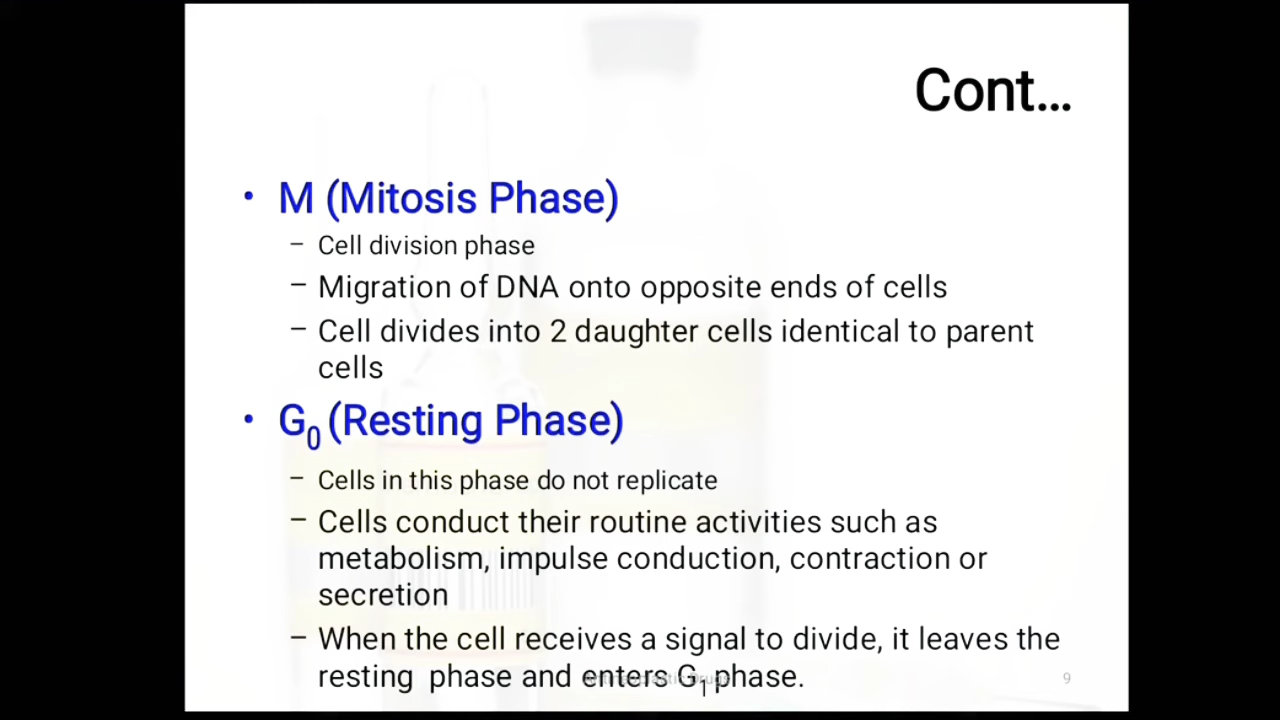 Cont...
• M (Mitosis Phase)
– Cell division phase
– Migration of DNA onto opposite ends of cells
– Cell divides into 2 daughter cells identical to parent
cells
• G₀ (Resting Phase)
– Cells in this phase do not replicate
– Cells conduct their routine activities such as
metabolism, impulse conduction, contraction or
secretion
– When the cell receives a signal to divide, it leaves the
resting phase and enters G₁ phase.
9